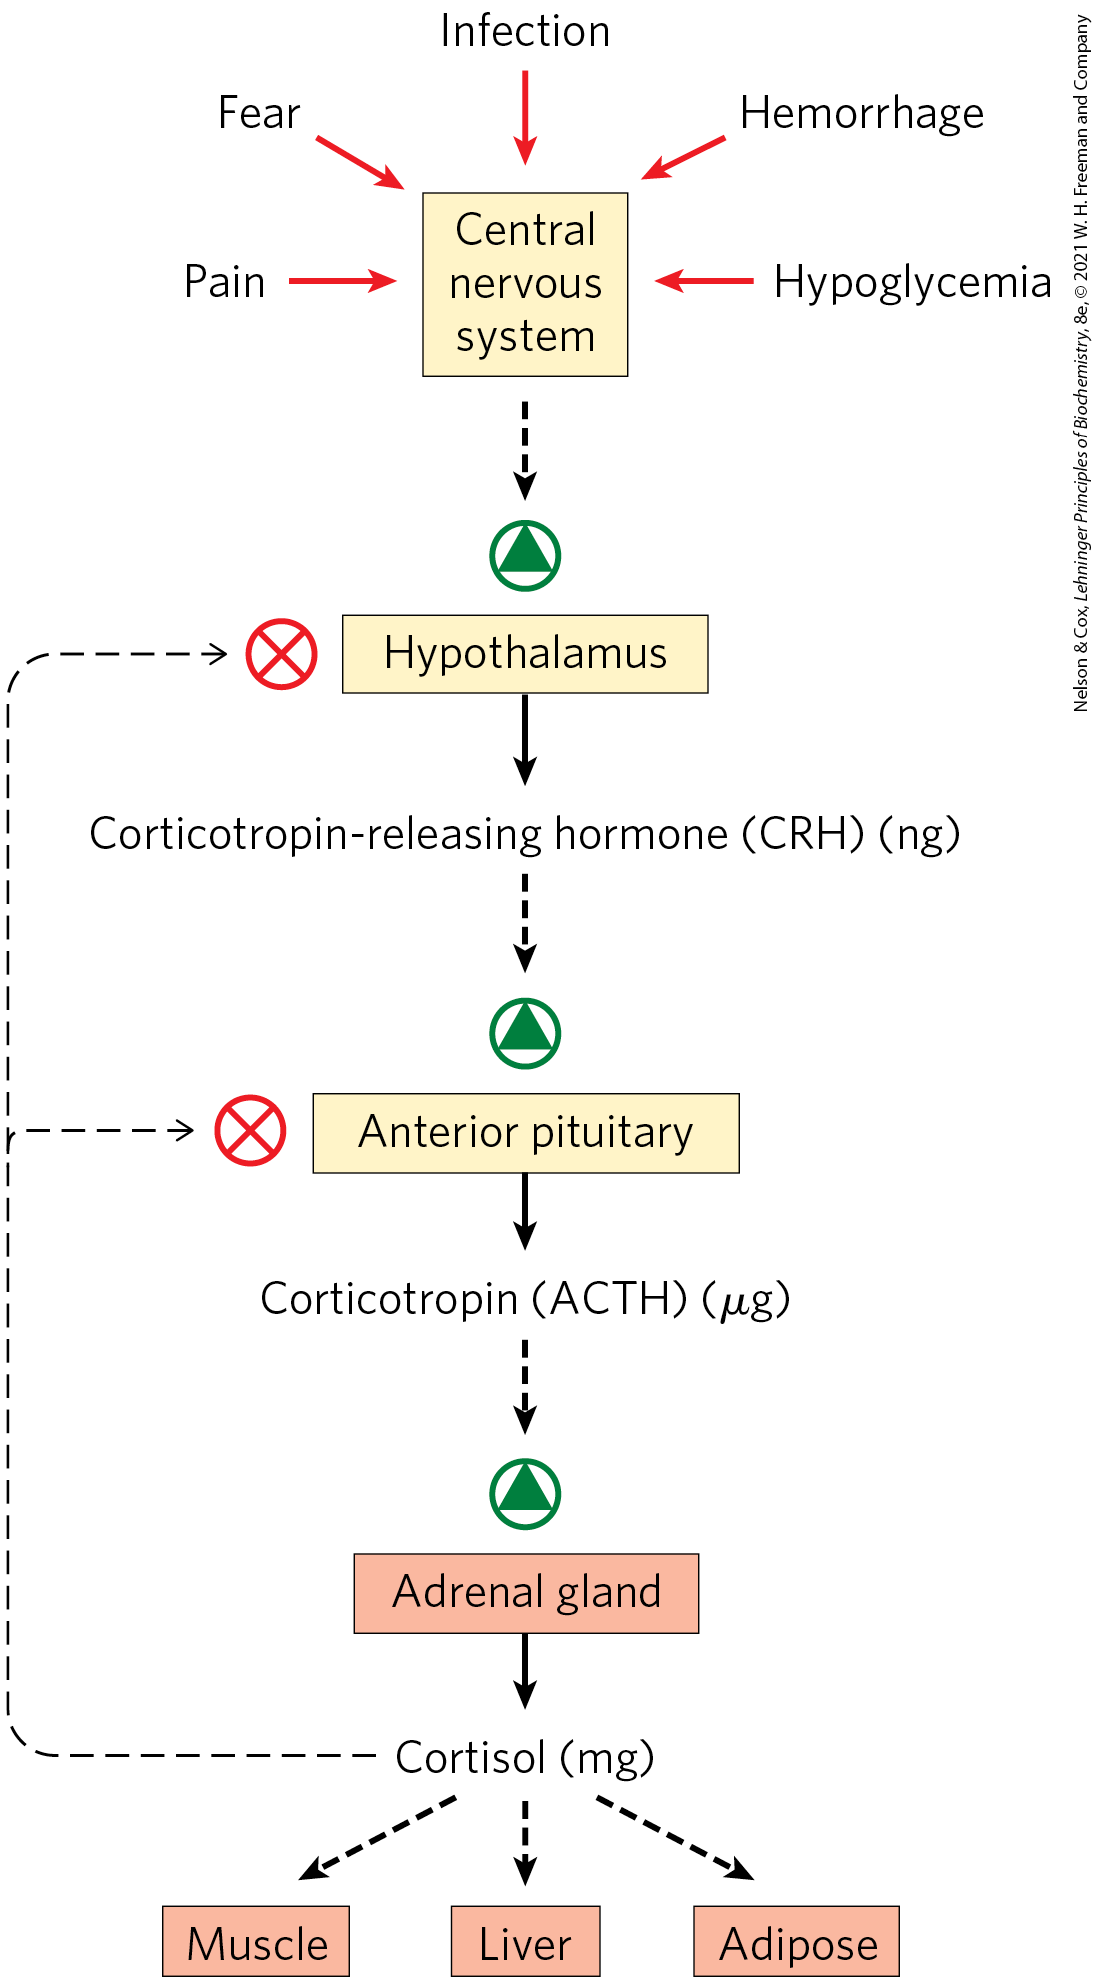 Infection
Fear
Hemorrhage
Central
nervous
system
Pain
Hypoglycemia
Hypothalamus
Corticotropin-releasing hormone (CRH) (ng)
Anterior pituitary
Corticotropin (ACTH) (μg)
Adrenal gland
Cortisol (mg)
Muscle
Liver
Adipose
Nelson & Cox, Lehninger Principles of Biochemistry, 8e, © 2021 W. H. Freeman and Company